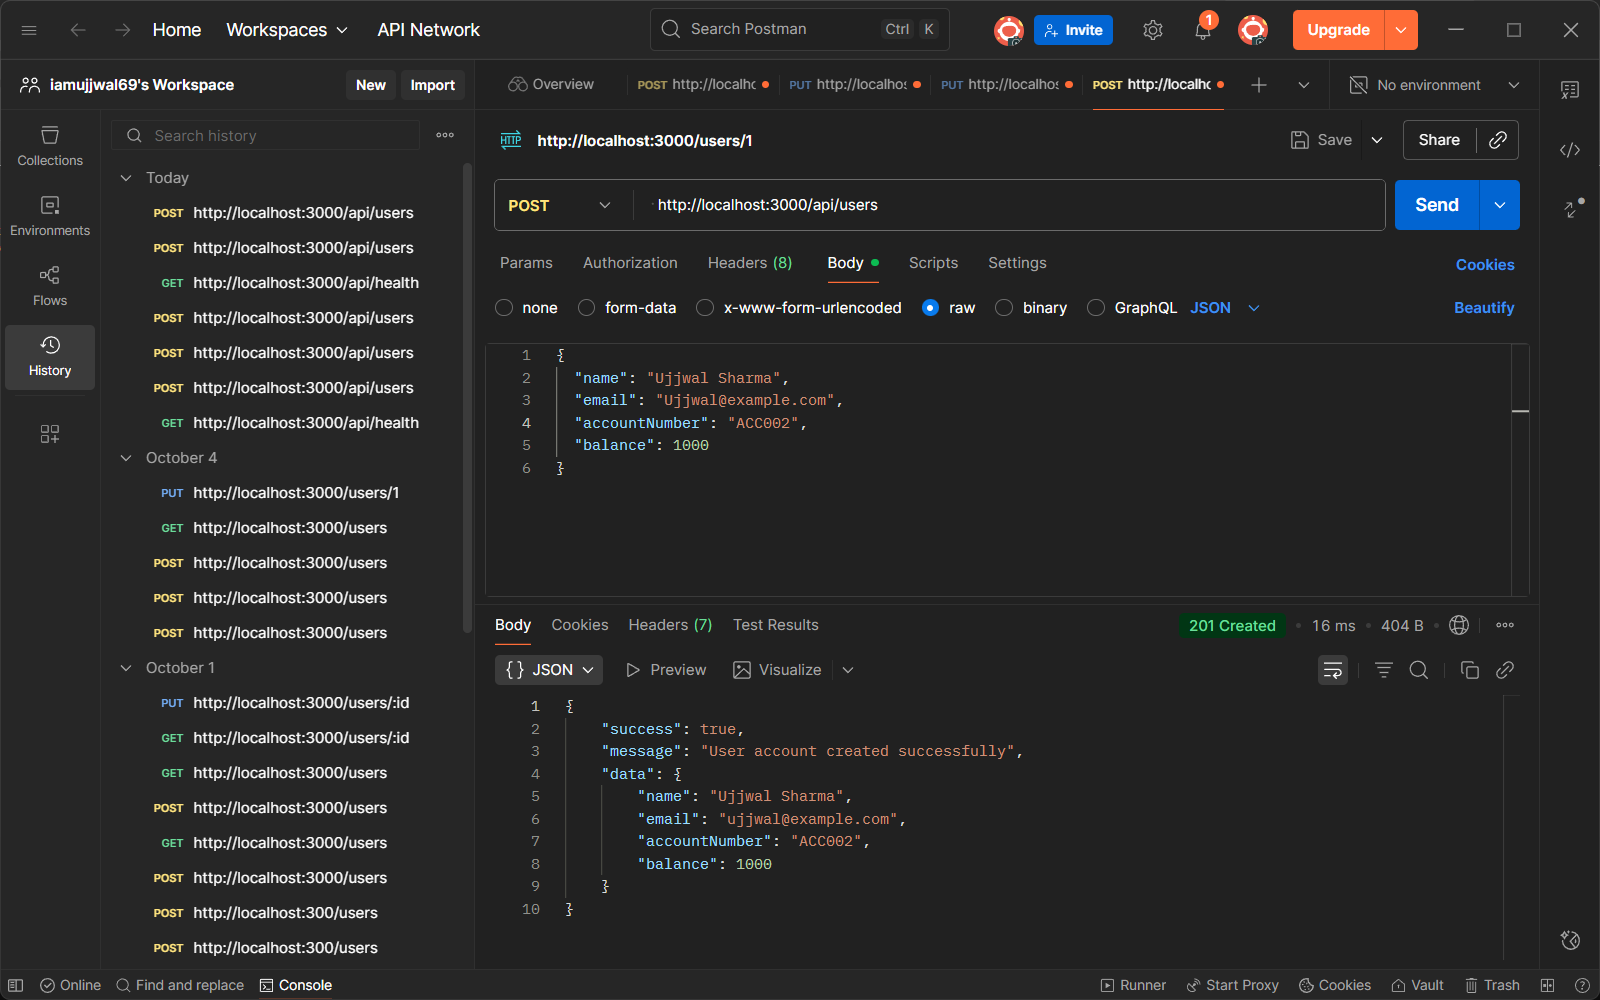 Home Workspaces API Network Search Postman Ctrl K Invite 1 Upgrade
iamujjwal69's Workspace New Import Overview POST http://localhc PUT http://localhos PUT http://localhos POST http://localhc No environment
Collections
Environments
Flows
History
Search history
Today
POST http://localhost:3000/api/users
POST http://localhost:3000/api/users
GET http://localhost:3000/api/health
POST http://localhost:3000/api/users
POST http://localhost:3000/api/users
POST http://localhost:3000/api/users
GET http://localhost:3000/api/health
October 4
PUT http://localhost:3000/users/1
GET http://localhost:3000/users
POST http://localhost:3000/users
POST http://localhost:3000/users
POST http://localhost:3000/users
October 1
PUT http://localhost:3000/users/:id
GET http://localhost:3000/users/:id
GET http://localhost:3000/users
POST http://localhost:3000/users
GET http://localhost:3000/users
POST http://localhost:3000/users
POST http://localhost:300/users
POST http://localhost:300/users
HTTP http://localhost:3000/users/1 Save Share
POST http://localhost:3000/api/users Send
Params Authorization Headers (8) Body Scripts Settings Cookies
none form-data x-www-form-urlencoded raw binary GraphQL JSON Beautify
1 {
2 "name": "Ujjwal Sharma",
3 "email": "Ujjwal@example.com",
4 "accountNumber": "ACC002",
5 "balance": 1000
6 }
Body Cookies Headers (7) Test Results 201 Created 16 ms 404 B
{} JSON Preview Visualize
1 {
2 "success": true,
3 "message": "User account created successfully",
4 "data": {
5 "name": "Ujjwal Sharma",
6 "email": "ujjwal@example.com",
7 "accountNumber": "ACC002",
8 "balance": 1000
9 }
10 }
Online Find and replace Console Runner Start Proxy Cookies Vault Trash